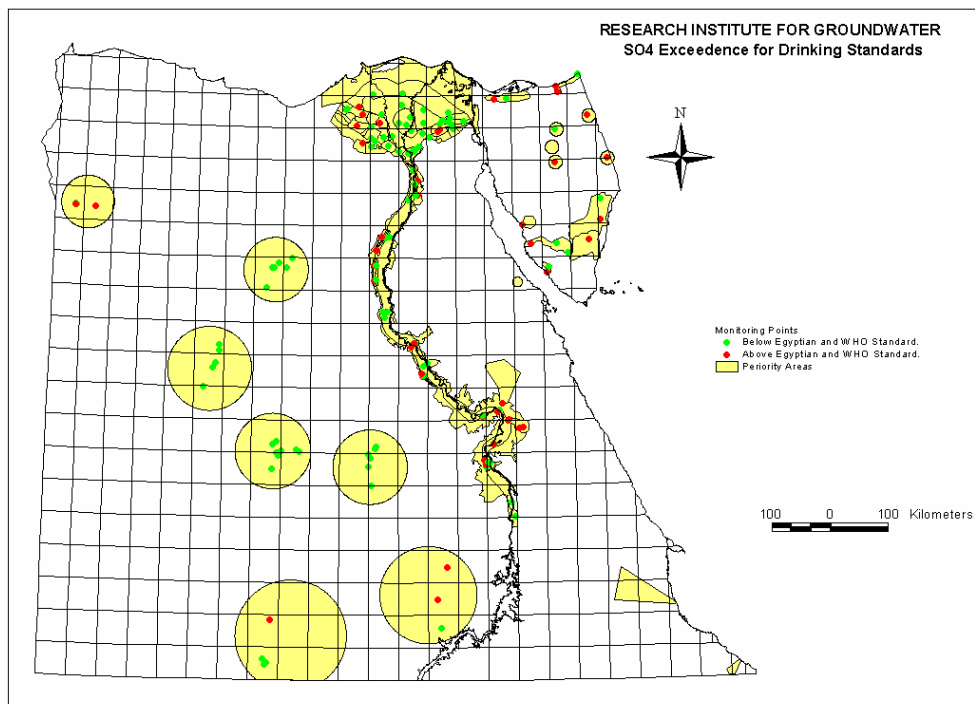 RESEARCH INSTITUTE FOR GROUNDWATER
SO4 Exceedence for Drinking Standards
N
Monitoring Points
Below Egyptian and WHO Standard.
Above Egyptian and WHO Standard.
Periority Areas
100 0 100 Kilometers